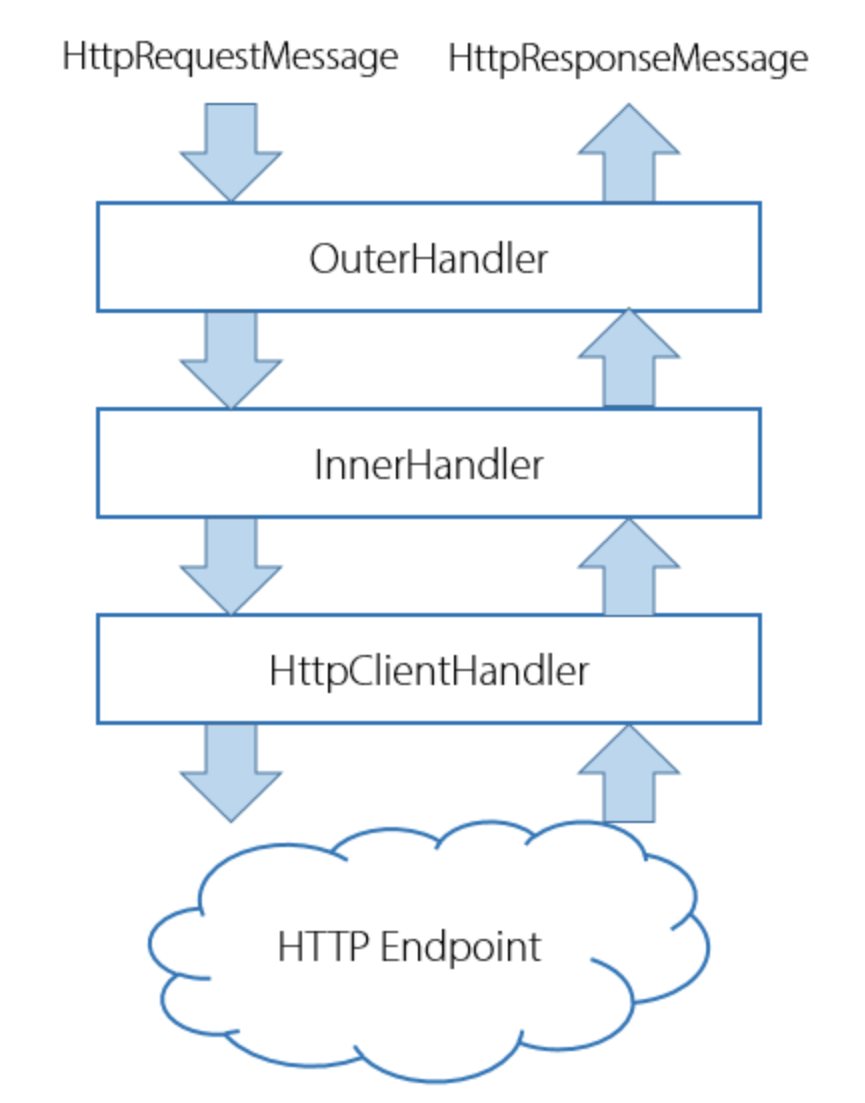 HttpRequestMessage
HttpResponseMessage
OuterHandler
InnerHandler
HttpClientHandler
HTTP Endpoint